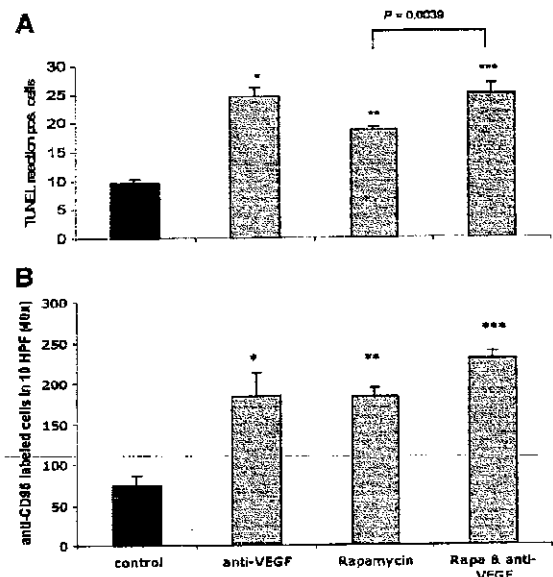 A
P = 0.0039
TUNEL reaction pos. cells
30
25
20
15
10
5
0
*
**
***
B
anti-CD95 labeled cells in 10 HPF (40x)
300
250
200
150
100
50
0
*
**
***
control
anti-VEGF
Rapamycin
Rapa & anti-
VEGF